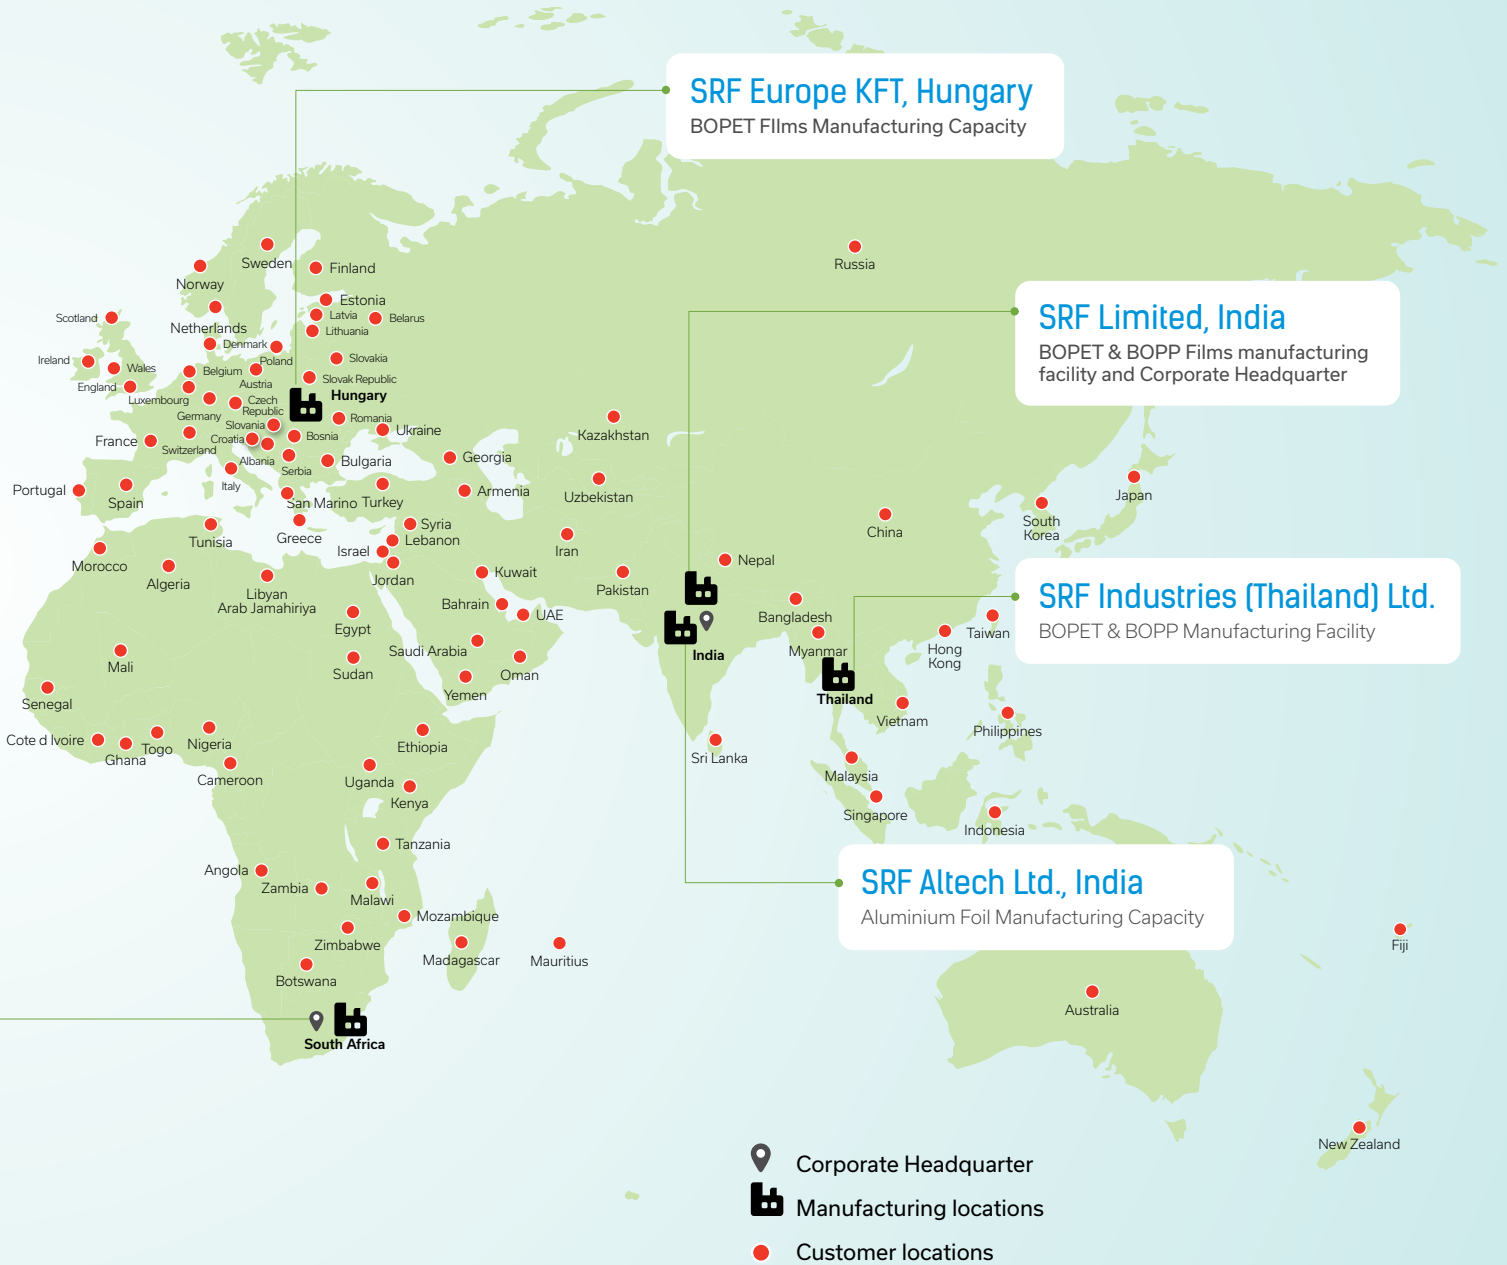 SRF Europe KFT, Hungary
BOPET FIlms Manufacturing Capacity
Sweden
Finland
Russia
Norway
Estonia
Scotland
Netherlands
Latvia
Belarus
Lithuania
SRF Limited, India
BOPET & BOPP Films manufacturing
facility and Corporate Headquarter
Ireland
Wales
Denmark
Poland
Slovakia
England
Belgium
Austria
Slovak Republic
Luxembourg
Czech
Republic
Hungary
Germany
Romania
Ukraine
Kazakhstan
France
Slovania
Croatia
Bosnia
Switzerland
Albania
Serbia
Bulgaria
Georgia
Italy
Portugal
Spain
San Marino
Turkey
Armenia
Uzbekistan
Japan
Tunisia
Greece
Syria
Lebanon
China
South
Korea
Morocco
Israel
Iran
Algeria
Jordan
Kuwait
Pakistan
Nepal
Libyan
Arab Jamahiriya
Bahrain
UAE
Bangladesh
SRF Industries (Thailand) Ltd.
BOPET & BOPP Manufacturing Facility
Egypt
Saudi Arabia
India
Myanmar
Hong
Kong
Taiwan
Mali
Sudan
Yemen
Oman
Thailand
Senegal
Vietnam
Philippines
Cote d Ivoire
Ghana
Togo
Nigeria
Ethiopia
Sri Lanka
Cameroon
Uganda
Malaysia
Kenya
Singapore
Indonesia
Tanzania
Angola
Zambia
Malawi
SRF Altech Ltd., India
Aluminium Foil Manufacturing Capacity
Mozambique
Zimbabwe
Madagascar
Mauritius
Fiji
Botswana
Australia
South Africa
New Zealand
Corporate Headquarter
Manufacturing locations
Customer locations